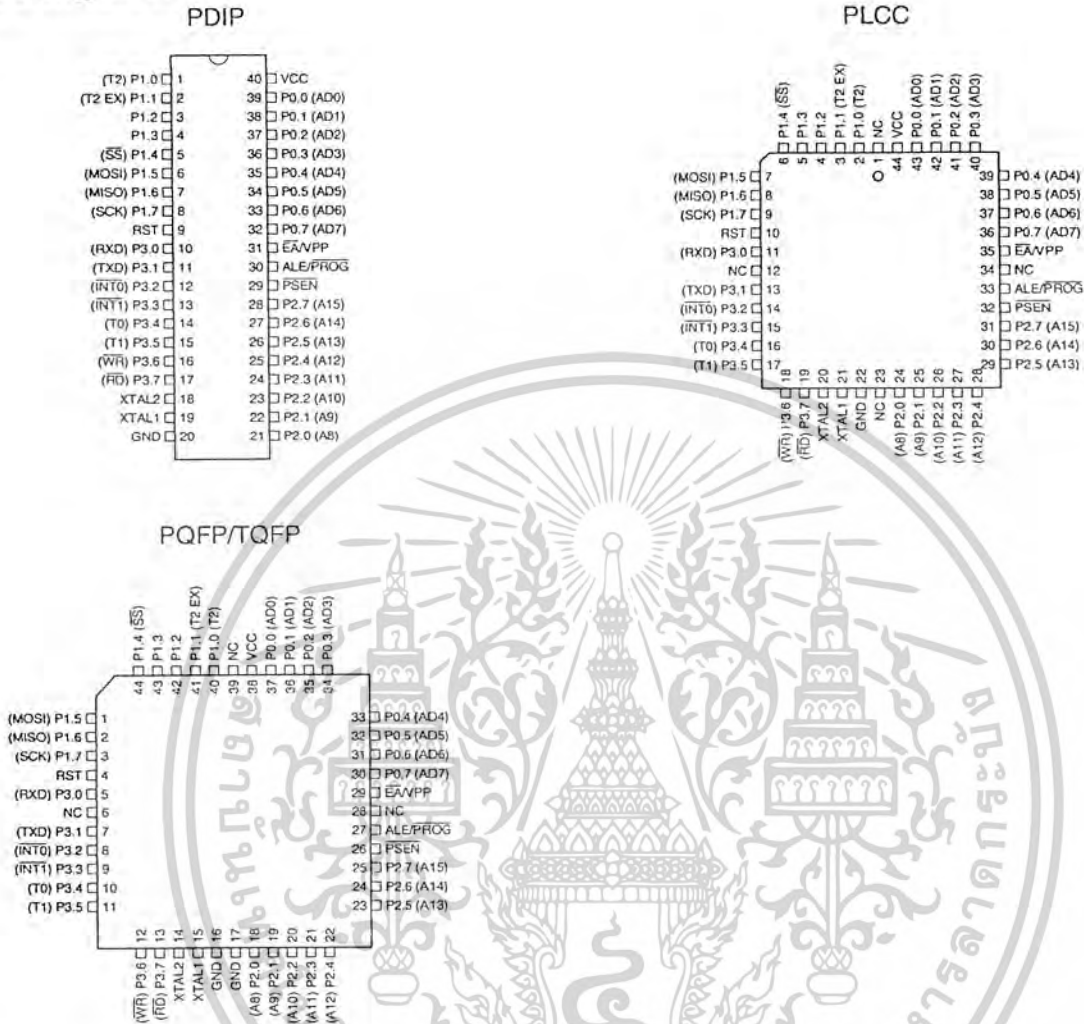 PDIP
(T2) P1.0 1 40 VCC
(T2 EX) P1.1 2 39 P0.0 (AD0)
P1.2 3 38 P0.1 (AD1)
P1.3 4 37 P0.2 (AD2)
(SS) P1.4 5 36 P0.3 (AD3)
(MOSI) P1.5 6 35 P0.4 (AD4)
(MISO) P1.6 7 34 P0.5 (AD5)
(SCK) P1.7 8 33 P0.6 (AD6)
RST 9 32 P0.7 (AD7)
(RXD) P3.0 10 31 EA/VPP
(TXD) P3.1 11 30 ALE/PROG
(INT0) P3.2 12 29 PSEN
(INT1) P3.3 13 28 P2.7 (A15)
(T0) P3.4 14 27 P2.6 (A14)
(T1) P3.5 15 26 P2.5 (A13)
(WR) P3.6 16 25 P2.4 (A12)
(RD) P3.7 17 24 P2.3 (A11)
XTAL2 18 23 P2.2 (A10)
XTAL1 19 22 P2.1 (A9)
GND 20 21 P2.0 (A8)
PLCC
6 P1.4 (SS)
5 P1.3
4 P1.2
3 P1.1 (T2 EX)
2 P1.0 (T2)
1 NC
44 VCC
43 P0.0 (AD0)
42 P0.1 (AD1)
41 P0.2 (AD2)
40 P0.3 (AD3)
(MOSI) P1.5 7 39 P0.4 (AD4)
(MISO) P1.6 8 38 P0.5 (AD5)
(SCK) P1.7 9 37 P0.6 (AD6)
RST 10 36 P0.7 (AD7)
(RXD) P3.0 11 35 EA/VPP
NC 12 34 NC
(TXD) P3.1 13 33 ALE/PROG
(INT0) P3.2 14 32 PSEN
(INT1) P3.3 15 31 P2.7 (A15)
(T0) P3.4 16 30 P2.6 (A14)
(T1) P3.5 17 29 P2.5 (A13)
(WR) P3.6 18
(RD) P3.7 19
XTAL2 20
XTAL1 21
GND 22
NC 23
(A8) P2.0 24
(A9) P2.1 25
(A10) P2.2 26
(A11) P2.3 27
(A12) P2.4 28
PQFP/TQFP
44 P1.4 (SS)
43 P1.3
42 P1.2
41 P1.1 (T2 EX)
40 P1.0 (T2)
39 NC
38 VCC
37 P0.0 (AD0)
36 P0.1 (AD1)
35 P0.2 (AD2)
34 P0.3 (AD3)
(MOSI) P1.5 1 33 P0.4 (AD4)
(MISO) P1.6 2 32 P0.5 (AD5)
(SCK) P1.7 3 31 P0.6 (AD6)
RST 4 30 P0.7 (AD7)
(RXD) P3.0 5 29 EA/VPP
NC 6 28 NC
(TXD) P3.1 7 27 ALE/PROG
(INT0) P3.2 8 26 PSEN
(INT1) P3.3 9 25 P2.7 (A15)
(T0) P3.4 10 24 P2.6 (A14)
(T1) P3.5 11 23 P2.5 (A13)
(WR) P3.6 12
(RD) P3.7 13
XTAL2 14
XTAL1 15
GND 16
GND 17
(A8) P2.0 18
(A9) P2.1 19
(A10) P2.2 20
(A11) P2.3 21
(A12) P2.4 22